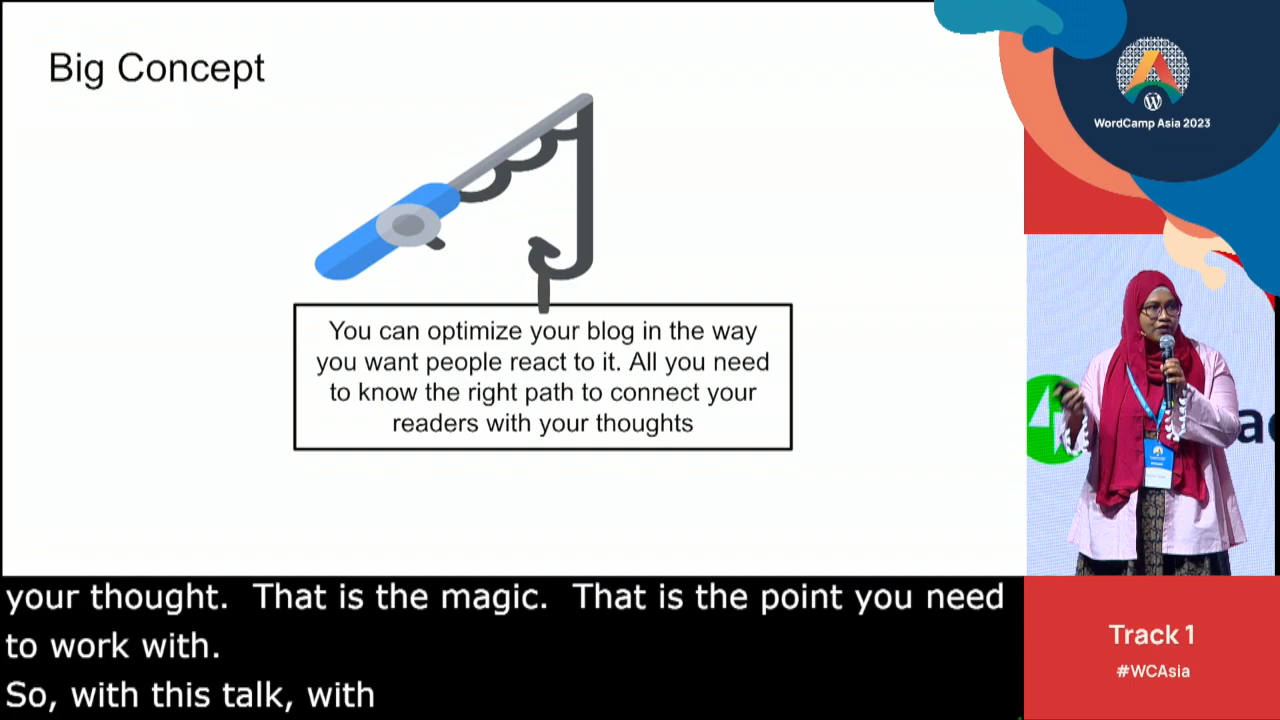 Big Concept
You can optimize your blog in the way
you want people react to it. All you need
to know the right path to connect your
readers with your thoughts
WordCamp Asia 2023
your thought.  That is the magic.  That is the point you need
to work with.
So, with this talk, with
Track 1
#WCAsia